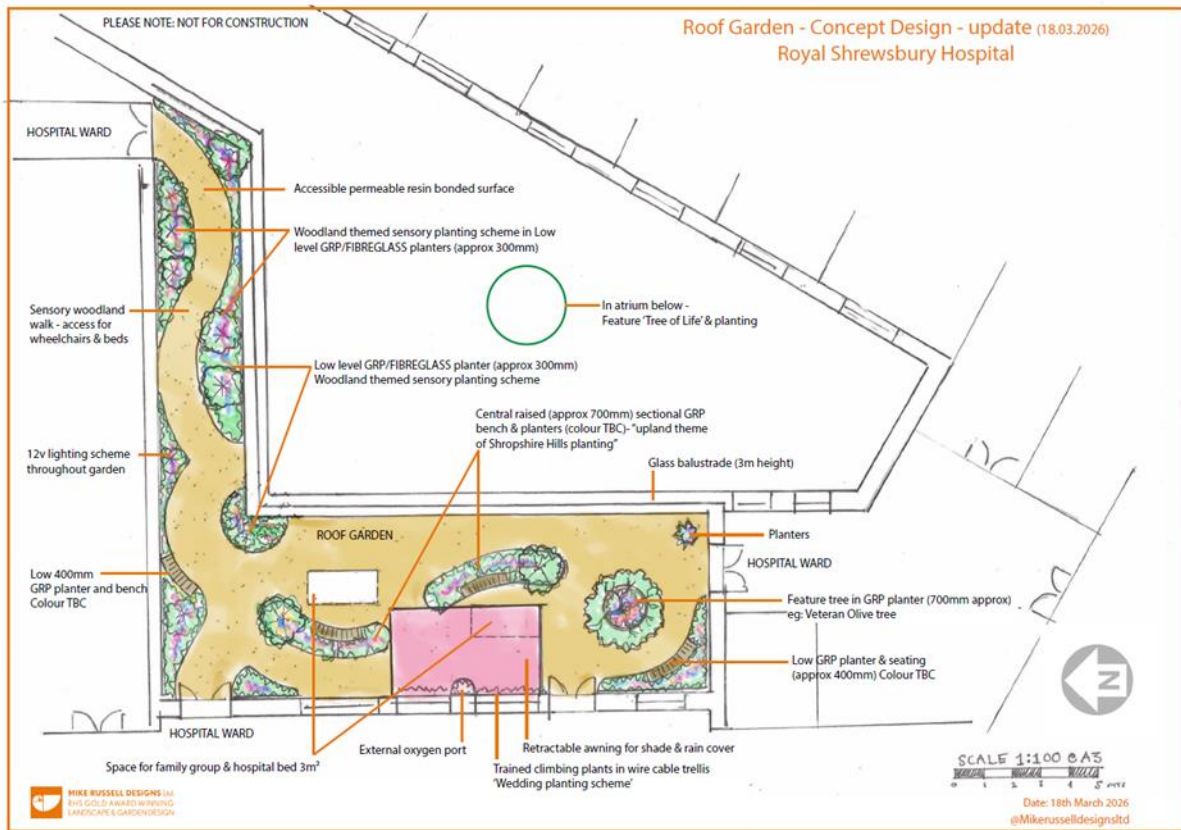 PLEASE NOTE: NOT FOR CONSTRUCTION
Roof Garden - Concept Design - update (18.03.2026)
Royal Shrewsbury Hospital
HOSPITAL WARD
Accessible permeable resin bonded surface
Woodland themed sensory planting scheme in Low
level GRP/FIBREGLASS planters (approx 300mm)
Sensory woodland
walk - access for
wheelchairs & beds
In atrium below -
Feature 'Tree of Life' & planting
Low level GRP/FIBREGLASS planter (approx 300mm)
Woodland themed sensory planting scheme
Central raised (approx 700mm) sectional GRP
bench & planters (colour TBC)- "upland theme
of Shropshire Hills planting"
12v lighting scheme
throughout garden
Glass balustrade (3m height)
ROOF GARDEN
Planters
HOSPITAL WARD
Low 400mm
GRP planter and bench
Colour TBC
Feature tree in GRP planter (700mm approx)
eg: Veteran Olive tree
Low GRP planter & seating
(approx 400mm) Colour TBC
N
HOSPITAL WARD
External oxygen port
Retractable awning for shade & rain cover
Space for family group & hospital bed 3m²
Trained climbing plants in wire cable trellis
'Wedding planting scheme'
SCALE 1:100 @ A3
0 1 2 3 4 5 mtrs
MIKE RUSSELL DESIGNS Ltd
RHS GOLD AWARD WINNING
LANDSCAPE & GARDEN DESIGN
Date: 18th March 2026
@Mikerusselldesignsltd